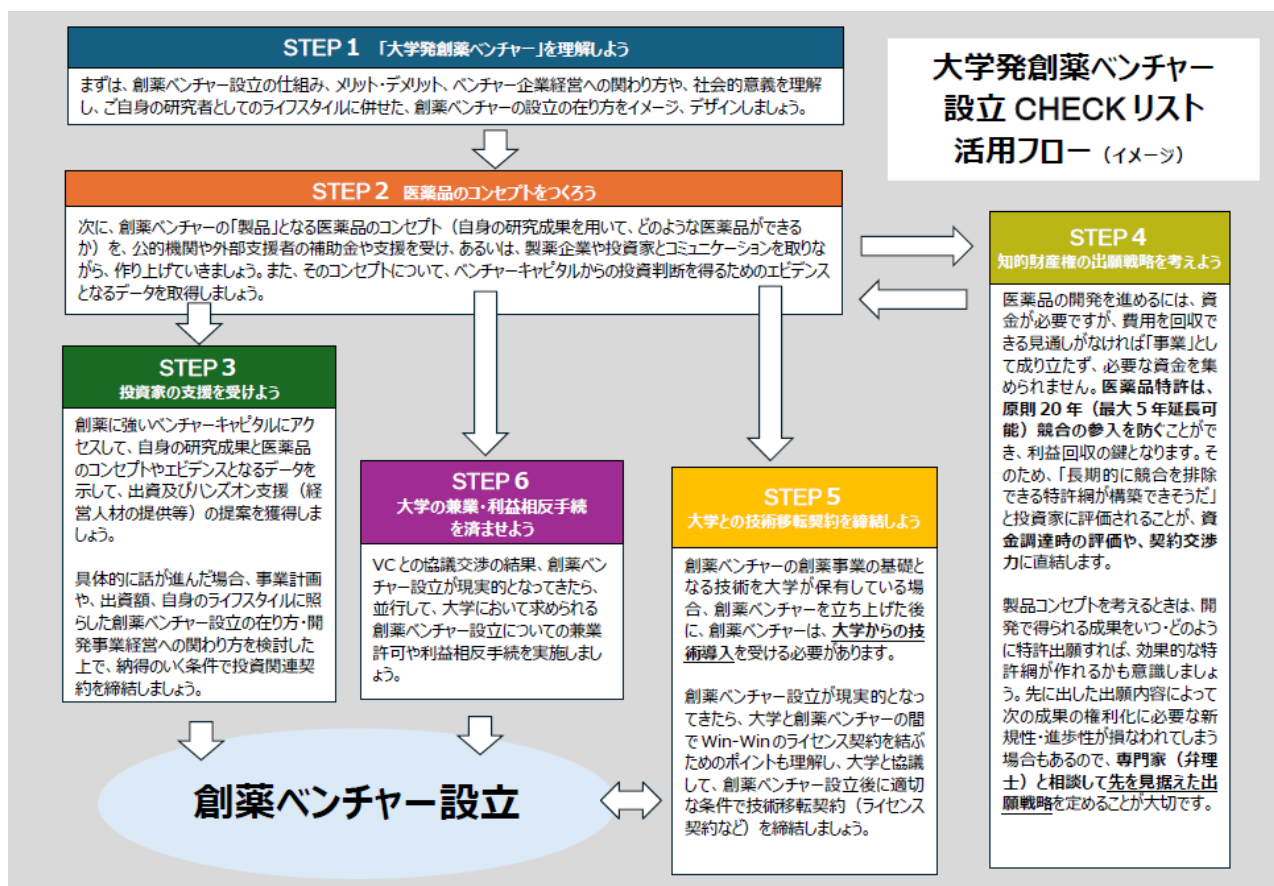 STEP 1 「大学発創薬ベンチャー」を理解しよう
まずは、創薬ベンチャー設立の仕組み、メリット・デメリット、ベンチャー企業経営への関わり方や、社会的意義を理解
し、ご自身の研究者としてのライフスタイルに併せた、創薬ベンチャーの設立の在り方をイメージ、デザインしましょう。
大学発創薬ベンチャー
設立 CHECKリスト
活用フロー（イメージ）
STEP 2 医薬品のコンセプトをつくろう
次に、創薬ベンチャーの「製品」となる医薬品のコンセプト（自身の研究成果を用いて、どのような医薬品ができる
か）を、公的機関や外部支援者の補助金や支援を受け、あるいは、製薬企業や投資家とコミュニケーションを取りな
がら、作り上げていきましょう。また、そのコンセプトについて、ベンチャーキャピタルからの投資判断を得るためのエビデンス
となるデータを取得しましょう。
STEP 3
投資家の支援を受けよう
創薬に強いベンチャーキャピタルにアク
セスして、自身の研究成果と医薬品
のコンセプトやエビデンスとなるデータを
示して、出資及びハンズオン支援（経
営人材の提供等）の提案を獲得しま
しょう。
具体的に話が進んだ場合、事業計画
や、出資額、自身のライフスタイルに照
らした創薬ベンチャー設立の在り方・開
発事業経営への関わり方を検討した
上で、納得のいく条件で投資関連契
約を締結しましょう。
STEP 6
大学の兼業・利益相反手続
を済ませよう
VCとの協議交渉の結果、創薬ベン
チャー設立が現実的となってきたら、
並行して、大学において求められる
創薬ベンチャー設立についての兼業
許可や利益相反手続を実施しまし
ょう。
STEP 5
大学との技術移転契約を締結しよう
創薬ベンチャーの創薬事業の基礎と
なる技術を大学が保有している場
合、創薬ベンチャーを立ち上げた後
に、創薬ベンチャーは、大学からの技
術導入を受ける必要があります。
創薬ベンチャー設立が現実的となっ
てきたら、大学と創薬ベンチャーの間
でWin-Winのライセンス契約を結ぶ
ためのポイントも理解し、大学と協議
して、創薬ベンチャー設立後に適切
な条件で技術移転契約（ライセンス
契約など）を締結しましょう。
STEP 4
知的財産権の出願戦略を考えよう
医薬品の開発を進めるには、資
金が必要ですが、費用を回収で
きる見通しがなければ「事業」とし
て成り立たず、必要な資金を集
められません。医薬品特許は、
原則20年（最大5年延長可
能）競合の参入を防ぐことがで
き、利益回収の鍵となります。そ
のため、「長期的に競合を排除
できる特許網が構築できそうだ」
と投資家に評価されることが、資
金調達時の評価や、契約交渉
力に直結します。
製品コンセプトを考えるときは、開
発で得られる成果をいつ・どのよう
に特許出願すれば、効果的な特
許網が作れるかも意識しましょ
う。先に出した出願内容によって
次の成果の権利化に必要な新
規性・進歩性が損なわれてしまう
場合もあるので、専門家（弁理
士）と相談して先を見据えた出
願戦略を定めることが大切です。
創薬ベンチャー設立